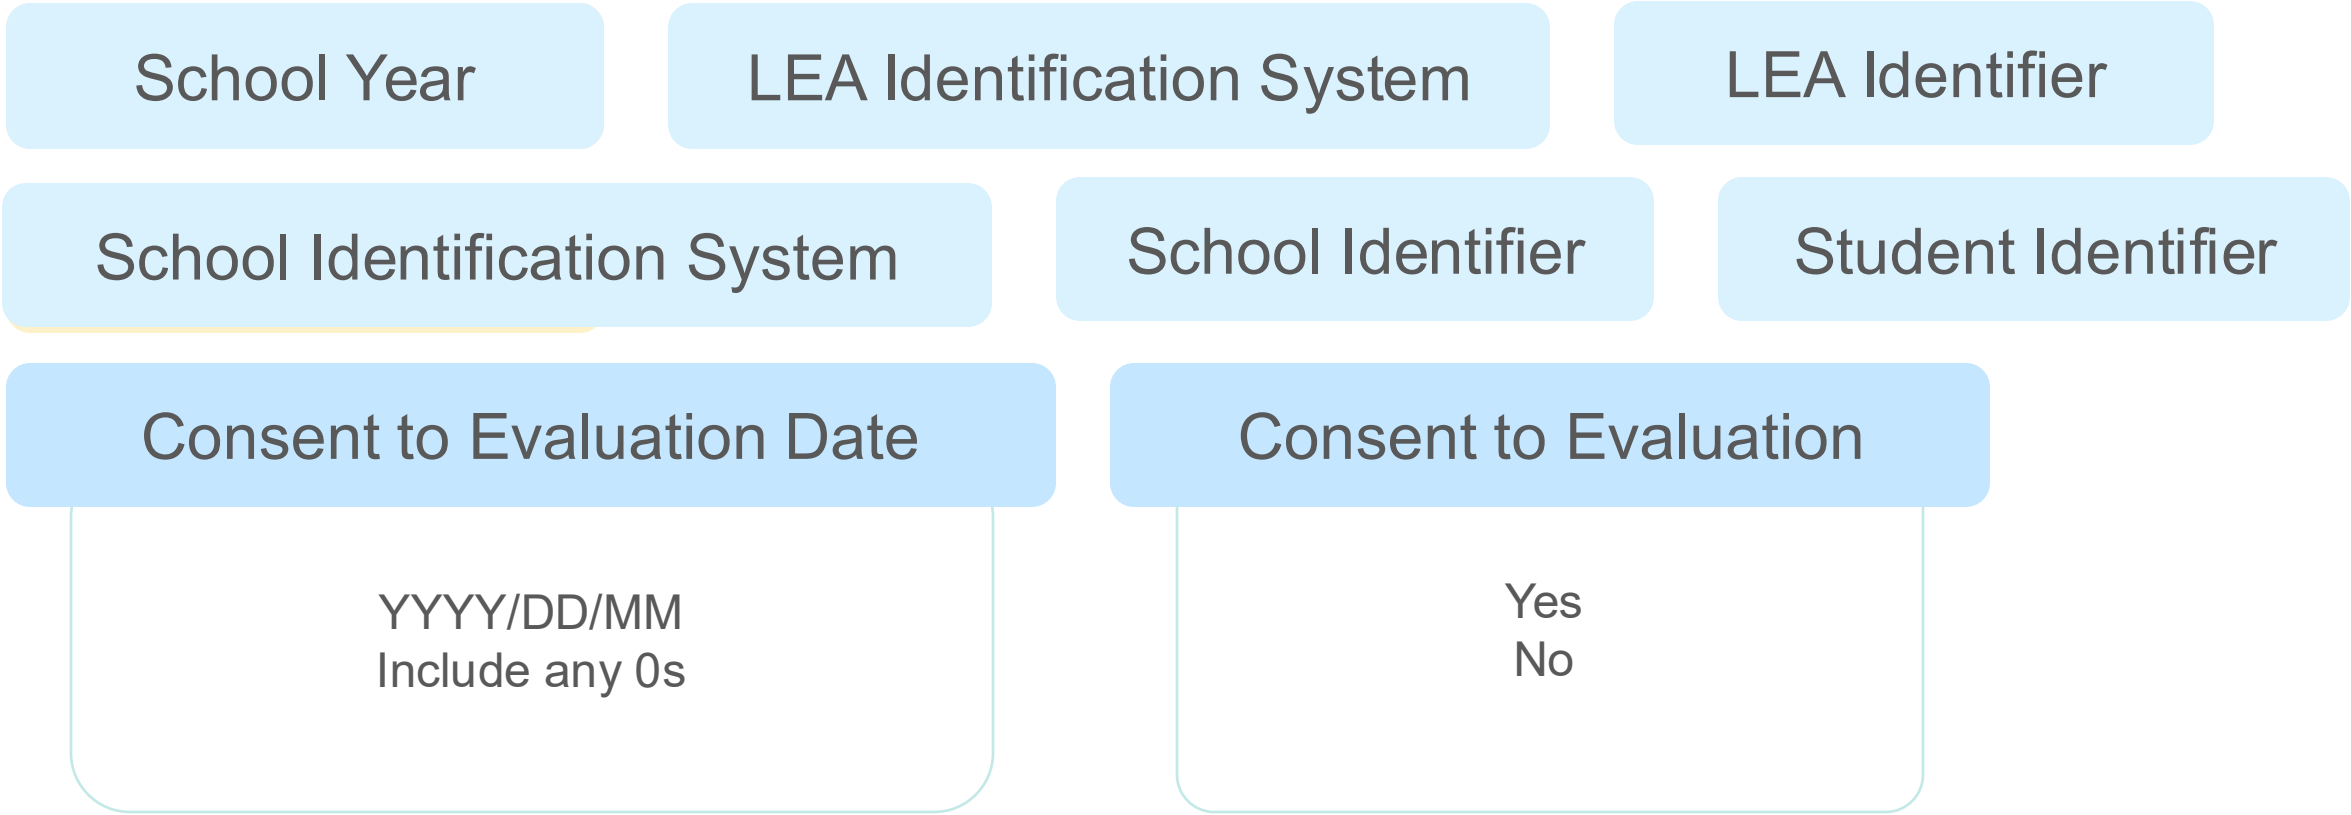 School Year
LEA Identification System
LEA Identifier
School Identification System
School Identifier
Student Identifier
Consent to Evaluation Date
Consent to Evaluation
YYYY/DD/MM
Include any 0s
Yes
No